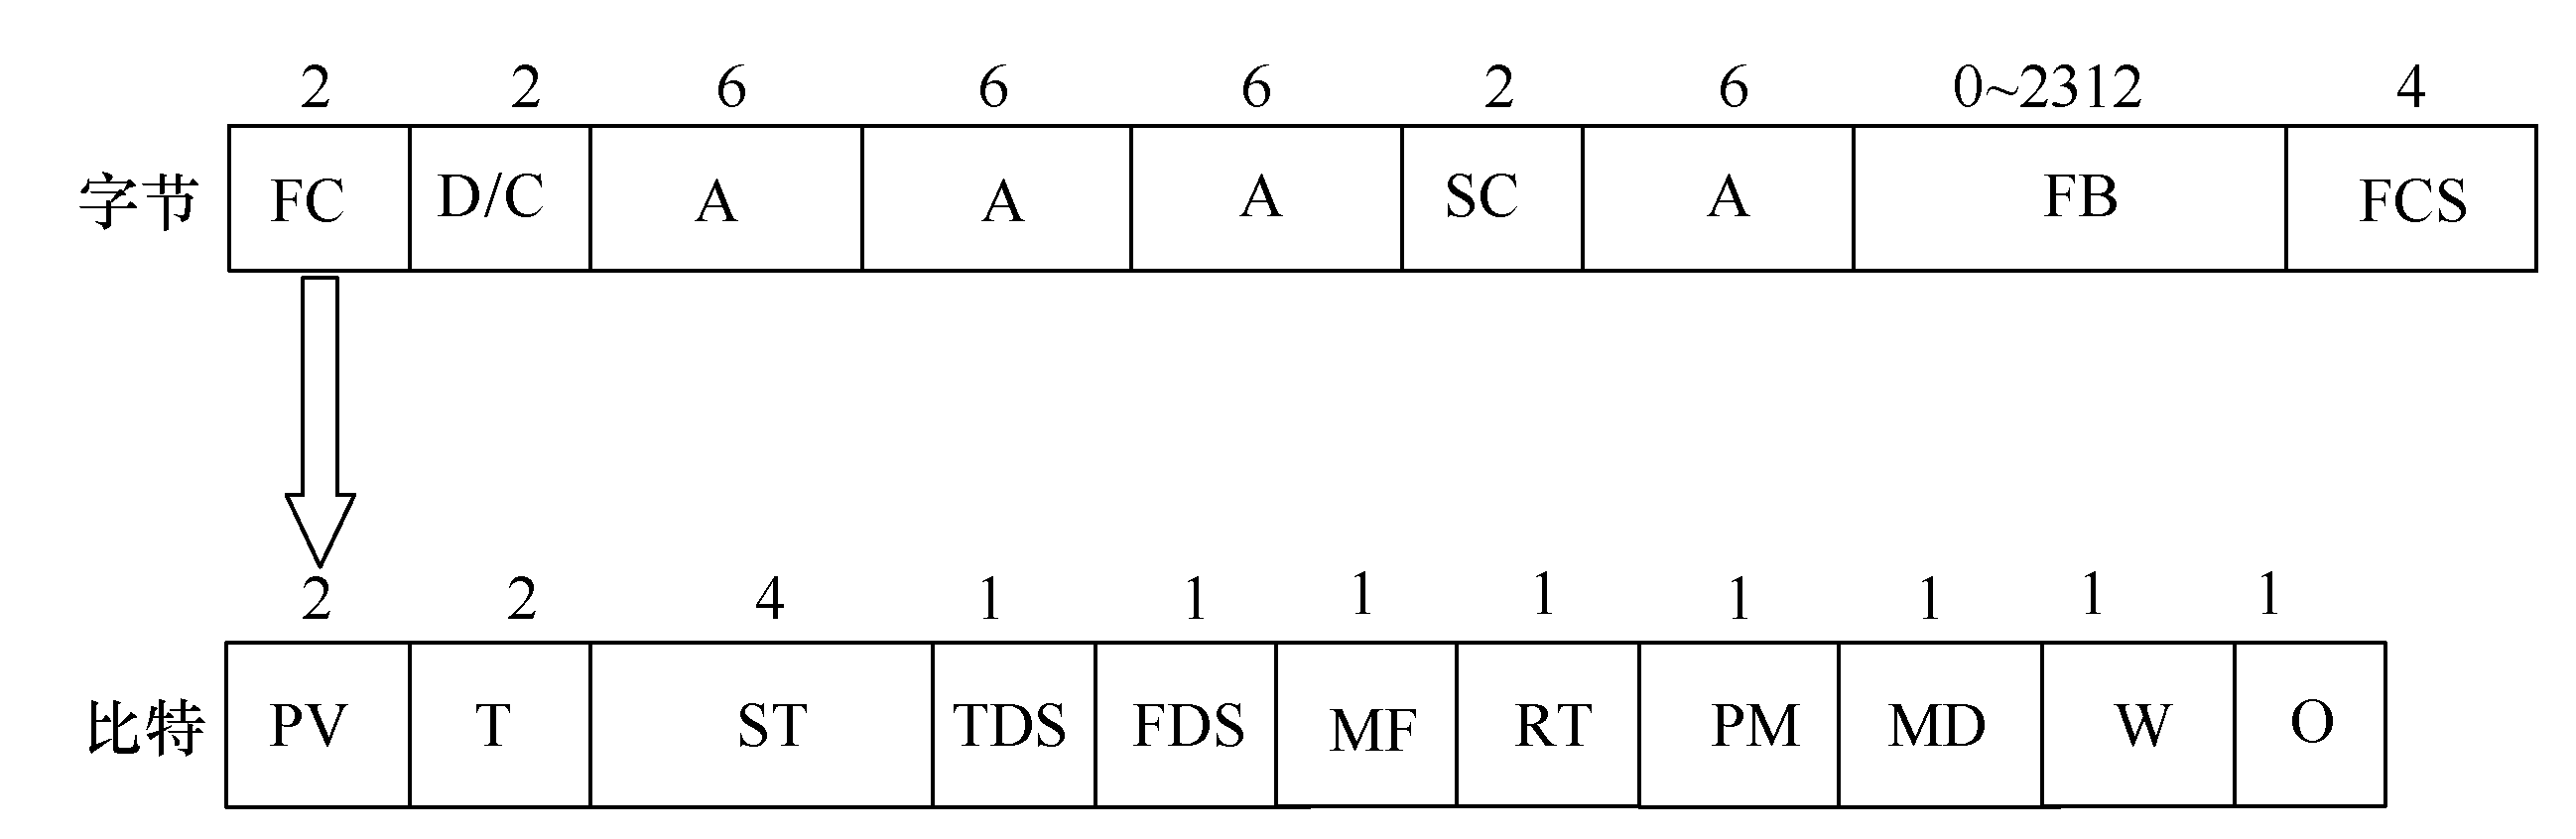 2 2 6 6 6 2 6 0~2312 4
字节 FC D/C A A A SC A FB FCS
2 2 4 1 1 1 1 1 1 1 1
比特 PV T ST TDS FDS MF RT PM MD W O